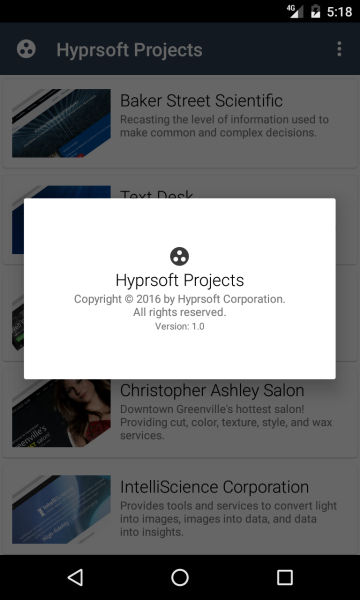 4G 5:18
Hyprsoft Projects
Baker Street Scientific
Recasting the level of information used to
make common and complex decisions.
Text Desk
Hyprsoft Projects
Copyright © 2016 by Hyprsoft Corporation.
All rights reserved.
Version: 1.0
Christopher Ashley Salon
Downtown Greenville's hottest salon!
Providing cut, color, texture, style, and wax
services.
IntelliScience Corporation
Provides tools and services to convert light
into images, images into data, and data
into insights.